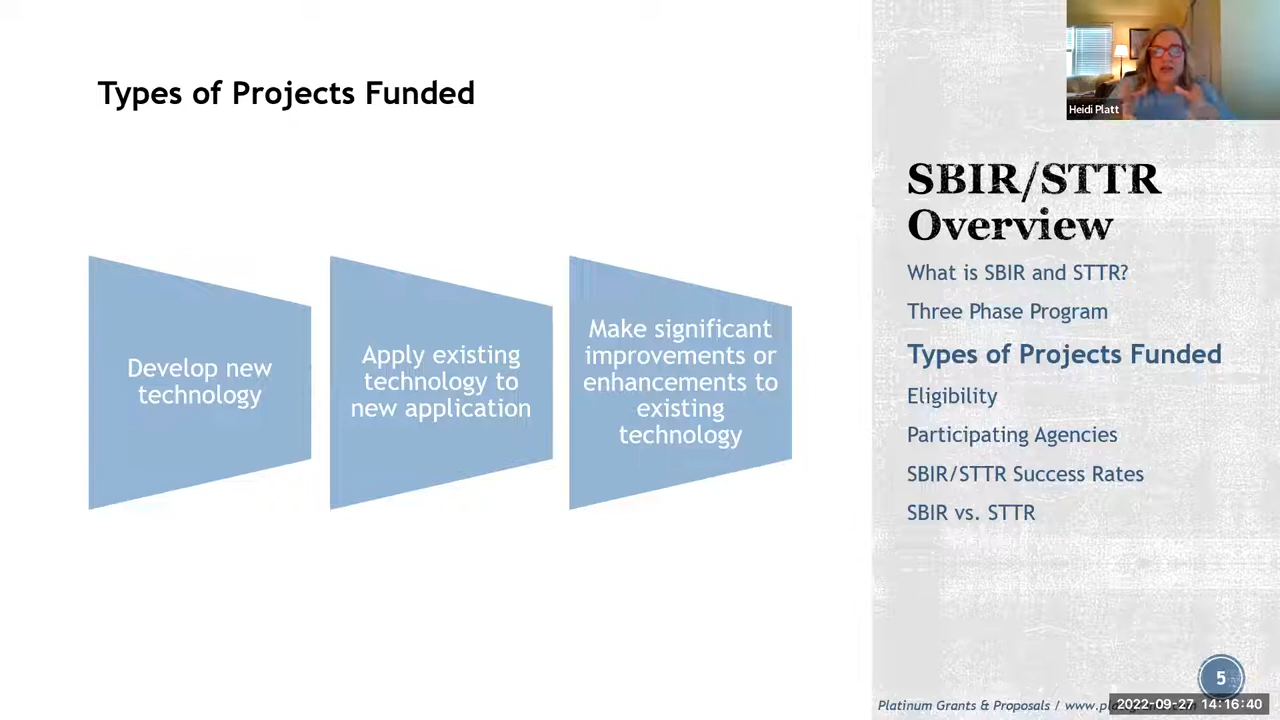 Types of Projects Funded
Develop new
technology
Apply existing
technology to
new application
Make significant
improvements or
enhancements to
existing
technology
Heidi Platt
SBIR/STTR
Overview
What is SBIR and STTR?
Three Phase Program
Types of Projects Funded
Eligibility
Participating Agencies
SBIR/STTR Success Rates
SBIR vs. STTR
5
Platinum Grants & Proposals /
2022-09-27 14:16:40